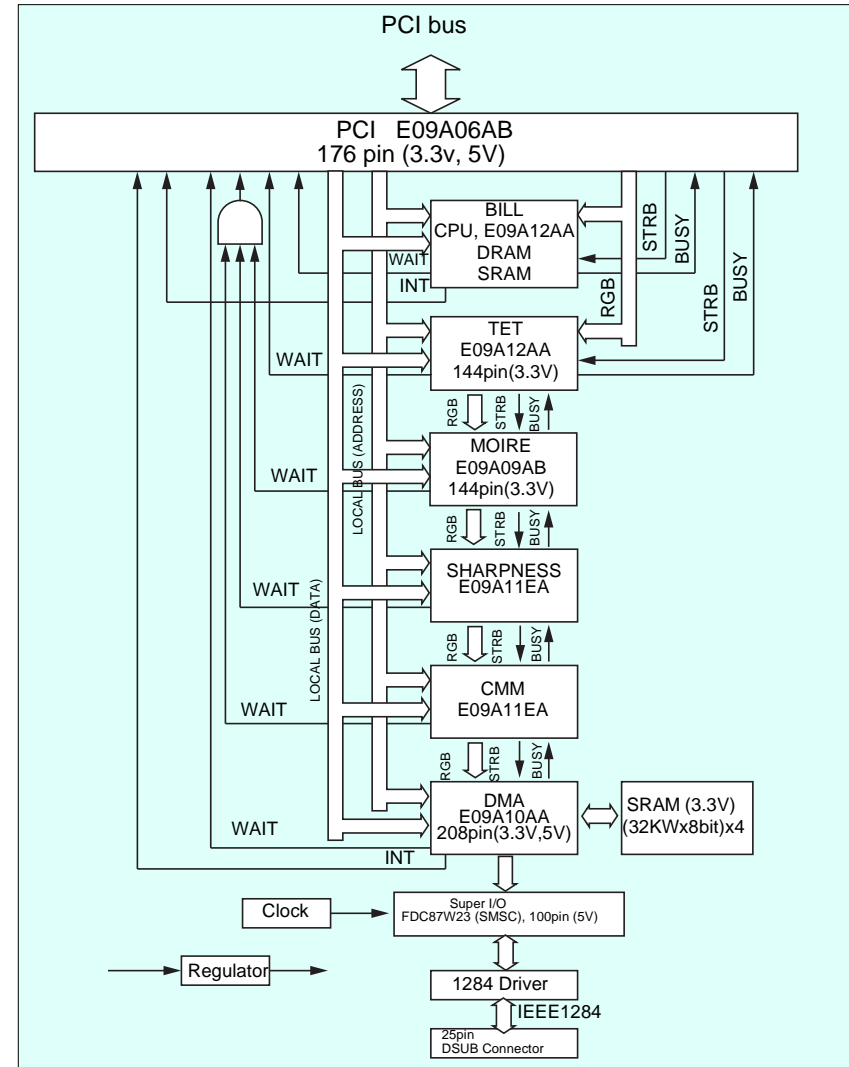 PCI bus
PCI E09A06AB
176 pin (3.3v, 5V)
BILL
CPU, E09A12AA
DRAM
SRAM
WAIT
INT
RGB
STRB
BUSY
STRB
BUSY
TET
E09A12AA
144pin(3.3V)
WAIT
RGB
STRB
BUSY
LOCAL BUS (ADDRESS)
MOIRE
E09A09AB
144pin(3.3V)
WAIT
RGB
STRB
BUSY
SHARPNESS
E09A11EA
WAIT
LOCAL BUS (DATA)
RGB
STRB
BUSY
CMM
E09A11EA
WAIT
RGB
STRB
BUSY
DMA
E09A10AA
208pin(3.3V,5V)
SRAM (3.3V)
(32KWx8bit)x4
WAIT
INT
Super I/O
FDC87W23 (SMSC), 100pin (5V)
Clock
Regulator
1284 Driver
IEEE1284
25pin
DSUB Connector